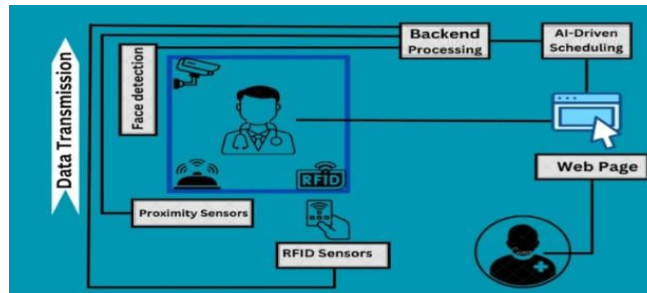 Backend
Processing
AI-Driven
Scheduling
Data Transmission
Face detection
RFID
Web Page
Proximity Sensors
RFID Sensors